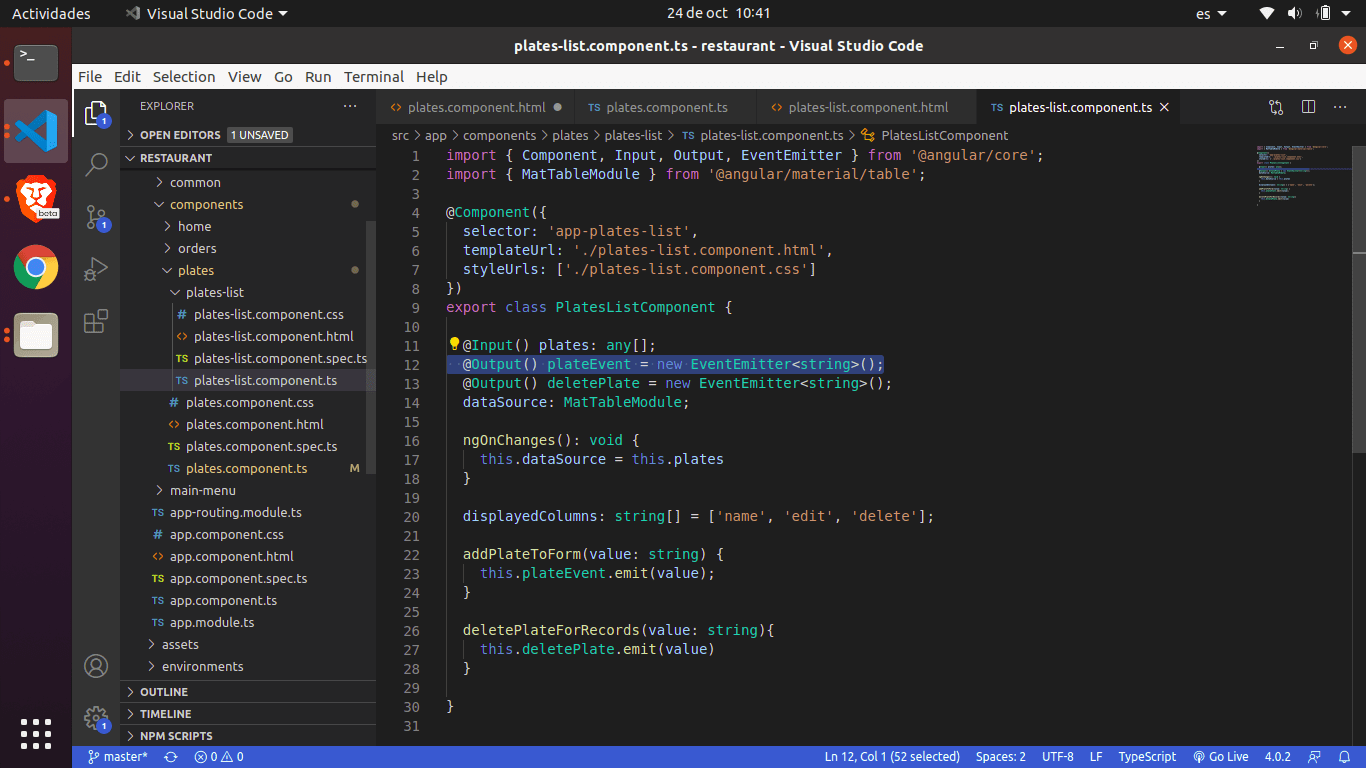 Actividades
Visual Studio Code
24 de oct 10:41
es
plates-list.component.ts - restaurant - Visual Studio Code
File Edit Selection View Go Run Terminal Help
EXPLORER
OPEN EDITORS 1 UNSAVED
RESTAURANT
common
components
home
orders
plates
plates-list
# plates-list.component.css
<> plates-list.component.html
TS plates-list.component.spec.ts
TS plates-list.component.ts
# plates.component.css
<> plates.component.html
TS plates.component.spec.ts
TS plates.component.ts M
main-menu
TS app-routing.module.ts
# app.component.css
<> app.component.html
TS app.component.spec.ts
TS app.component.ts
TS app.module.ts
assets
environments
OUTLINE
TIMELINE
NPM SCRIPTS
1
1
1
>_
beta
<> plates.component.html
TS plates.component.ts
<> plates-list.component.html
TS plates-list.component.ts
src > app > components > plates > plates-list > TS plates-list.component.ts > PlatesListComponent
1 import { Component, Input, Output, EventEmitter } from '@angular/core';
2 import { MatTableModule } from '@angular/material/table';
3
4 @Component({
5 selector: 'app-plates-list',
6 templateUrl: './plates-list.component.html',
7 styleUrls: ['./plates-list.component.css']
8 })
9 export class PlatesListComponent {
10
11 @Input() plates: any[];
12 @Output() plateEvent = new EventEmitter<string>();
13 @Output() deletePlate = new EventEmitter<string>();
14 dataSource: MatTableModule;
15
16 ngOnChanges(): void {
17 this.dataSource = this.plates
18 }
19
20 displayedColumns: string[] = ['name', 'edit', 'delete'];
21
22 addPlateToForm(value: string) {
23 this.plateEvent.emit(value);
24 }
25
26 deletePlateForRecords(value: string){
27 this.deletePlate.emit(value)
28 }
29
30 }
31
master* 0 0 Ln 12, Col 1 (52 selected) Spaces: 2 UTF-8 LF TypeScript Go Live 4.0.2